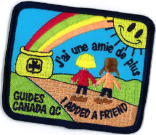 J'ai une amie de plus
GUIDES
CANADA QC
I ADDED A FRIEND